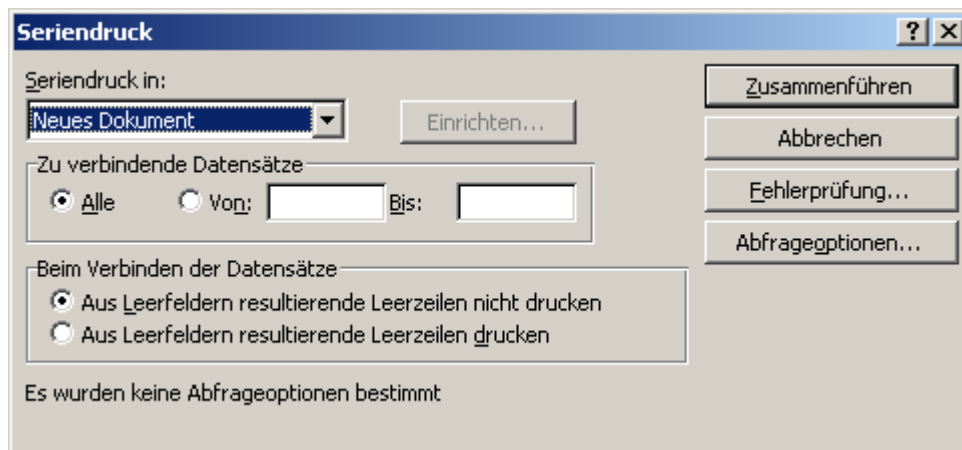 Seriendruck
Seriendruck in:
Neues Dokument
Einrichten...
Zu verbindende Datensätze
Alle Von: Bis:
Beim Verbinden der Datensätze
Aus Leerfeldern resultierende Leerzeilen nicht drucken
Aus Leerfeldern resultierende Leerzeilen drucken
Es wurden keine Abfrageoptionen bestimmt
Zusammenführen
Abbrechen
Fehlerprüfung...
Abfrageoptionen...